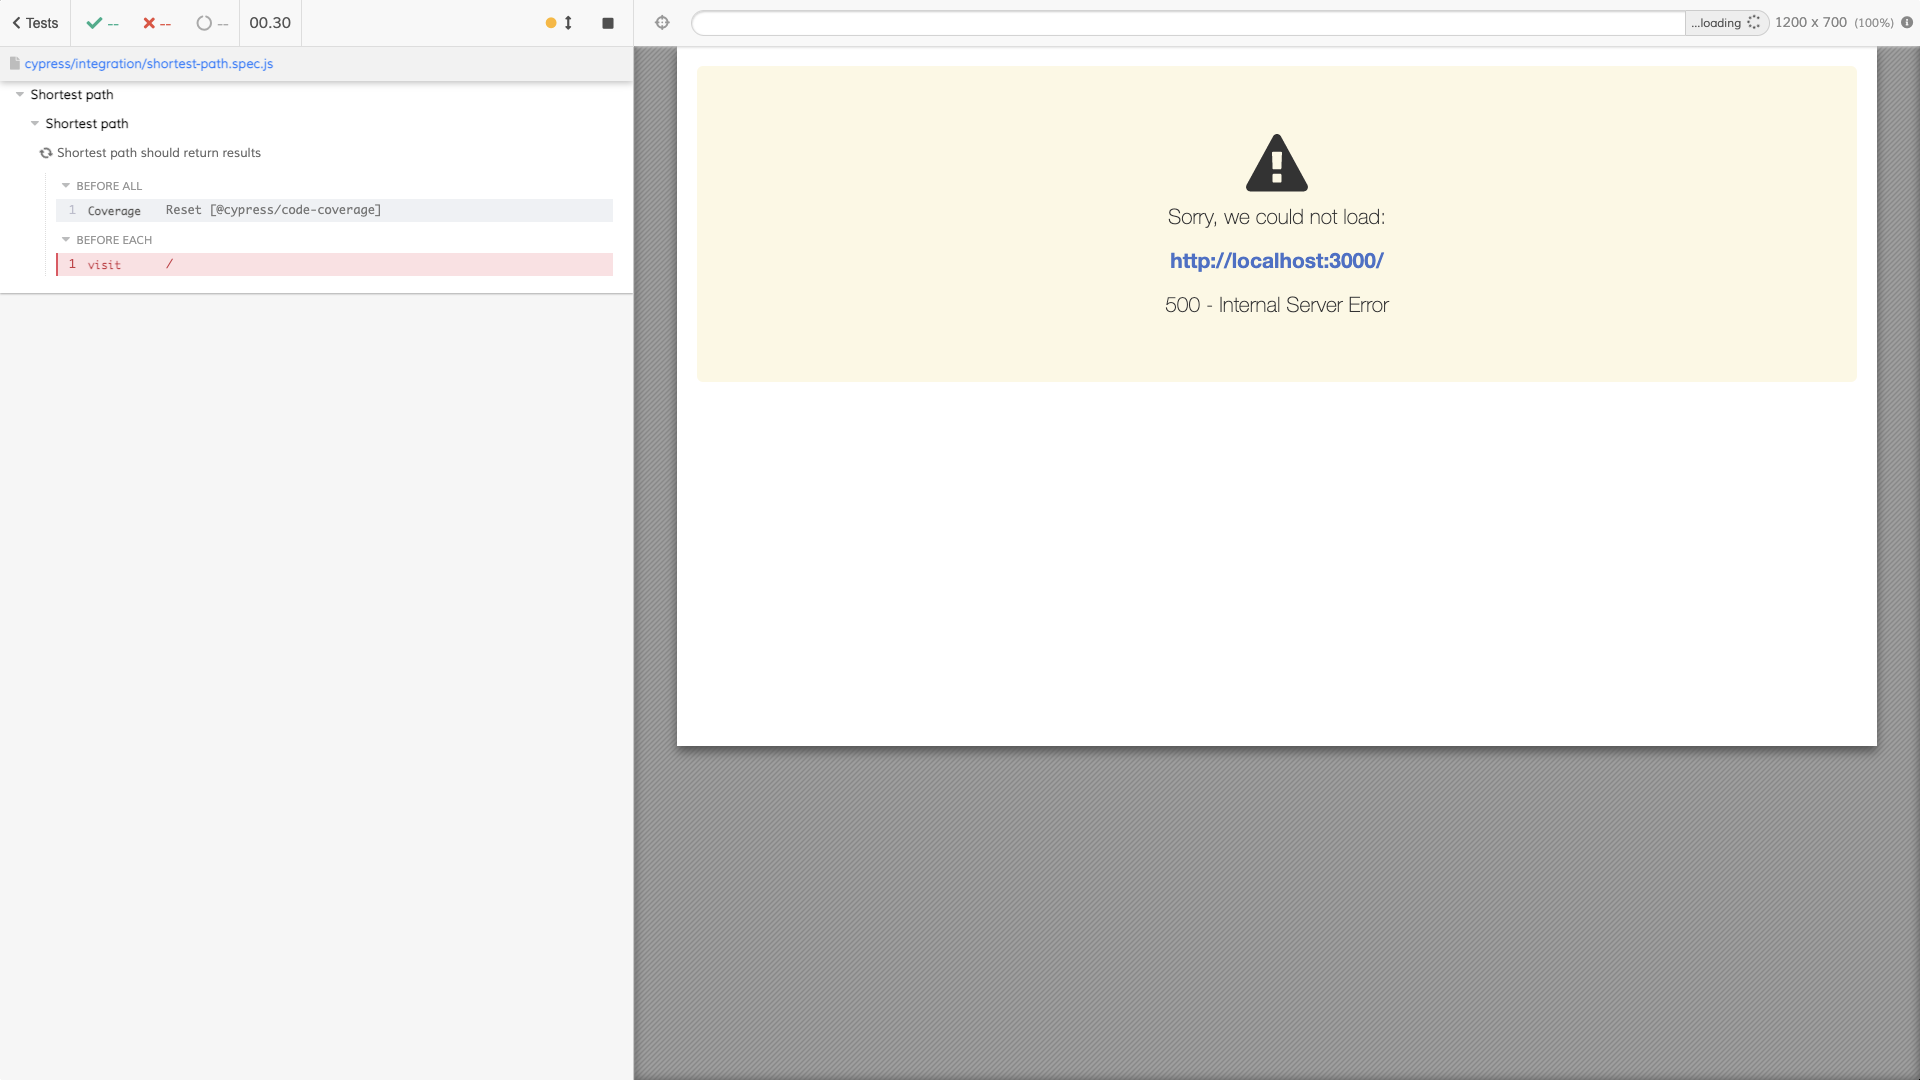 Tests -- -- -- 00.30
...loading 1200 x 700 (100%)
cypress/integration/shortest-path.spec.js
Shortest path
Shortest path
Shortest path should return results
BEFORE ALL
1 Coverage Reset [@cypress/code-coverage]
BEFORE EACH
1 visit /
Sorry, we could not load:
http://localhost:3000/
500 - Internal Server Error